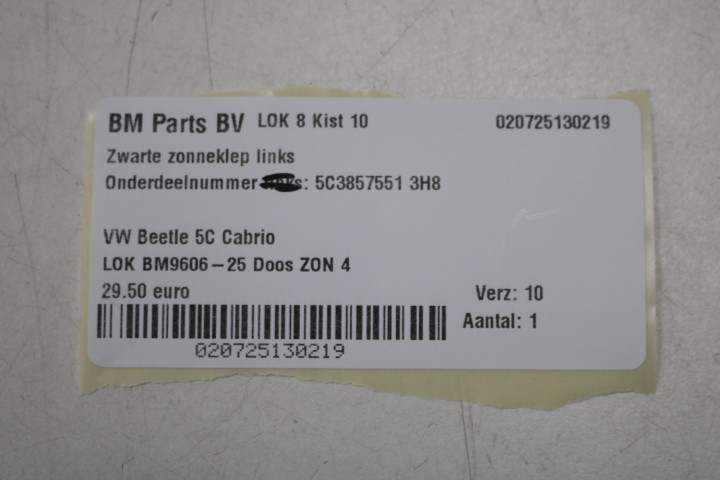 BM Parts BV LOK 8 Kist 10 020725130219
Zwarte zonneklep links
Onderdeelnummer : 5C3857551 3H8
VW Beetle 5C Cabrio
LOK BM9606-25 Doos ZON 4
29.50 euro Verz: 10
Aantal: 1
020725130219